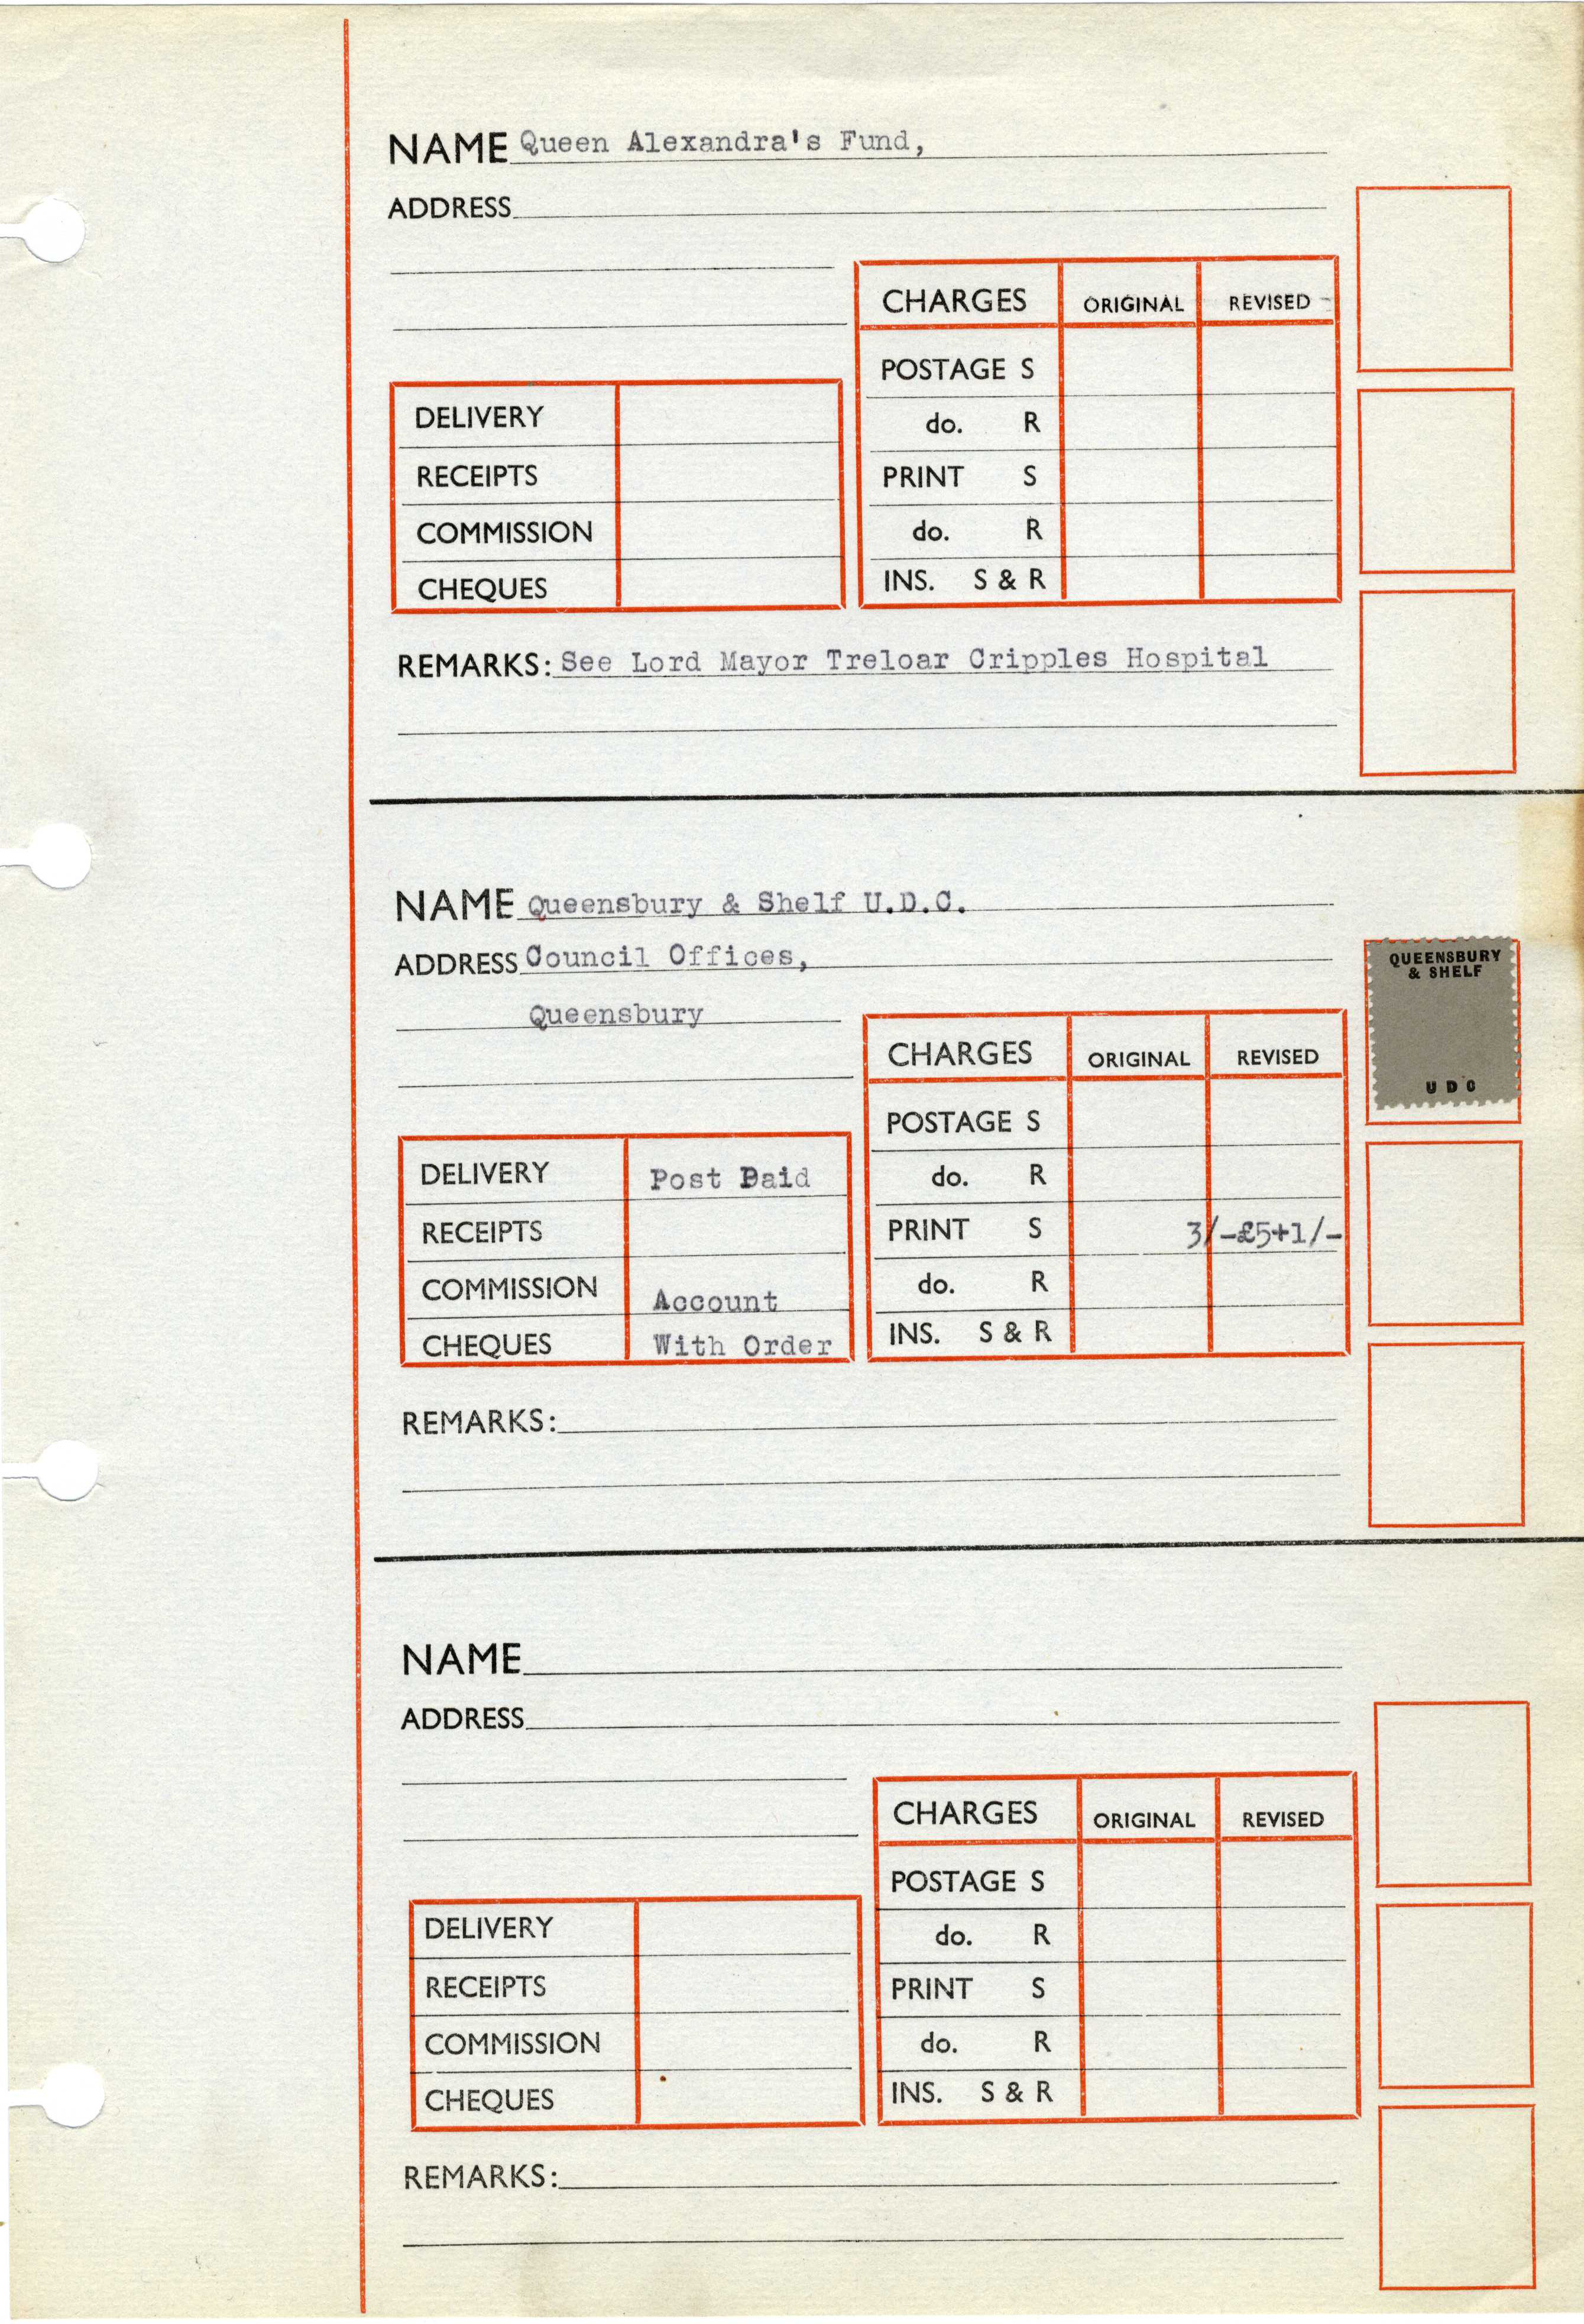 NAME Queen Alexandra's Fund,
ADDRESS
CHARGES ORIGINAL REVISED
POSTAGE S
do. R
PRINT S
do. R
INS. S & R
DELIVERY
RECEIPTS
COMMISSION
CHEQUES
REMARKS: See Lord Mayor Treloar Cripples Hospital
NAME Queensbury & Shelf U.D.C.
ADDRESS Council Offices,
Queensbury
QUEENSBURY
& SHELF
U D C
CHARGES ORIGINAL REVISED
POSTAGE S
do. R
PRINT S 3/-£5+1/-
do. R
INS. S & R
DELIVERY Post Paid
RECEIPTS
COMMISSION Account
CHEQUES With Order
REMARKS:
NAME
ADDRESS
CHARGES ORIGINAL REVISED
POSTAGE S
do. R
PRINT S
do. R
INS. S & R
DELIVERY
RECEIPTS
COMMISSION
CHEQUES
REMARKS: